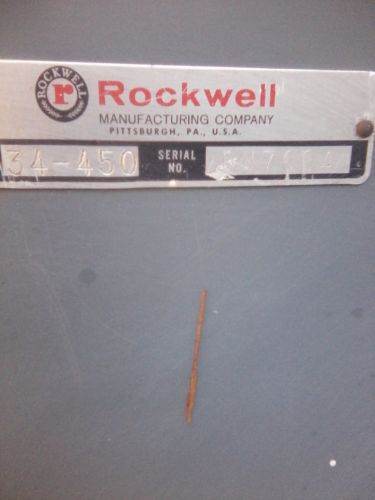 ROCKWELL
r
Rockwell
MANUFACTURING COMPANY
PITTSBURGH, PA., U.S.A.
34-450 SERIAL NO.